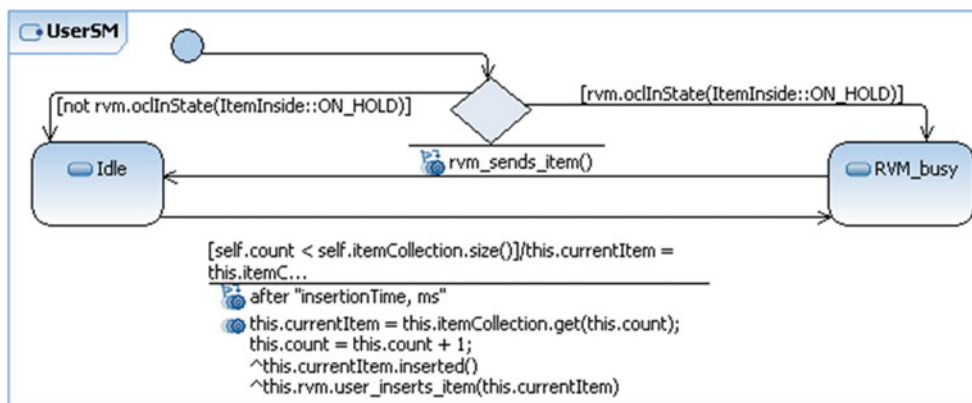 UserSM
[not rvm.oclInState(ItemInside::ON_HOLD)]
[rvm.oclInState(ItemInside::ON_HOLD)]
Idle
rvm_sends_item()
RVM_busy
[self.count < self.itemCollection.size()]/this.currentItem =
this.itemC...
after "insertionTime, ms"
this.currentItem = this.itemCollection.get(this.count);
this.count = this.count + 1;
^this.currentItem.inserted()
^this.rvm.user_inserts_item(this.currentItem)